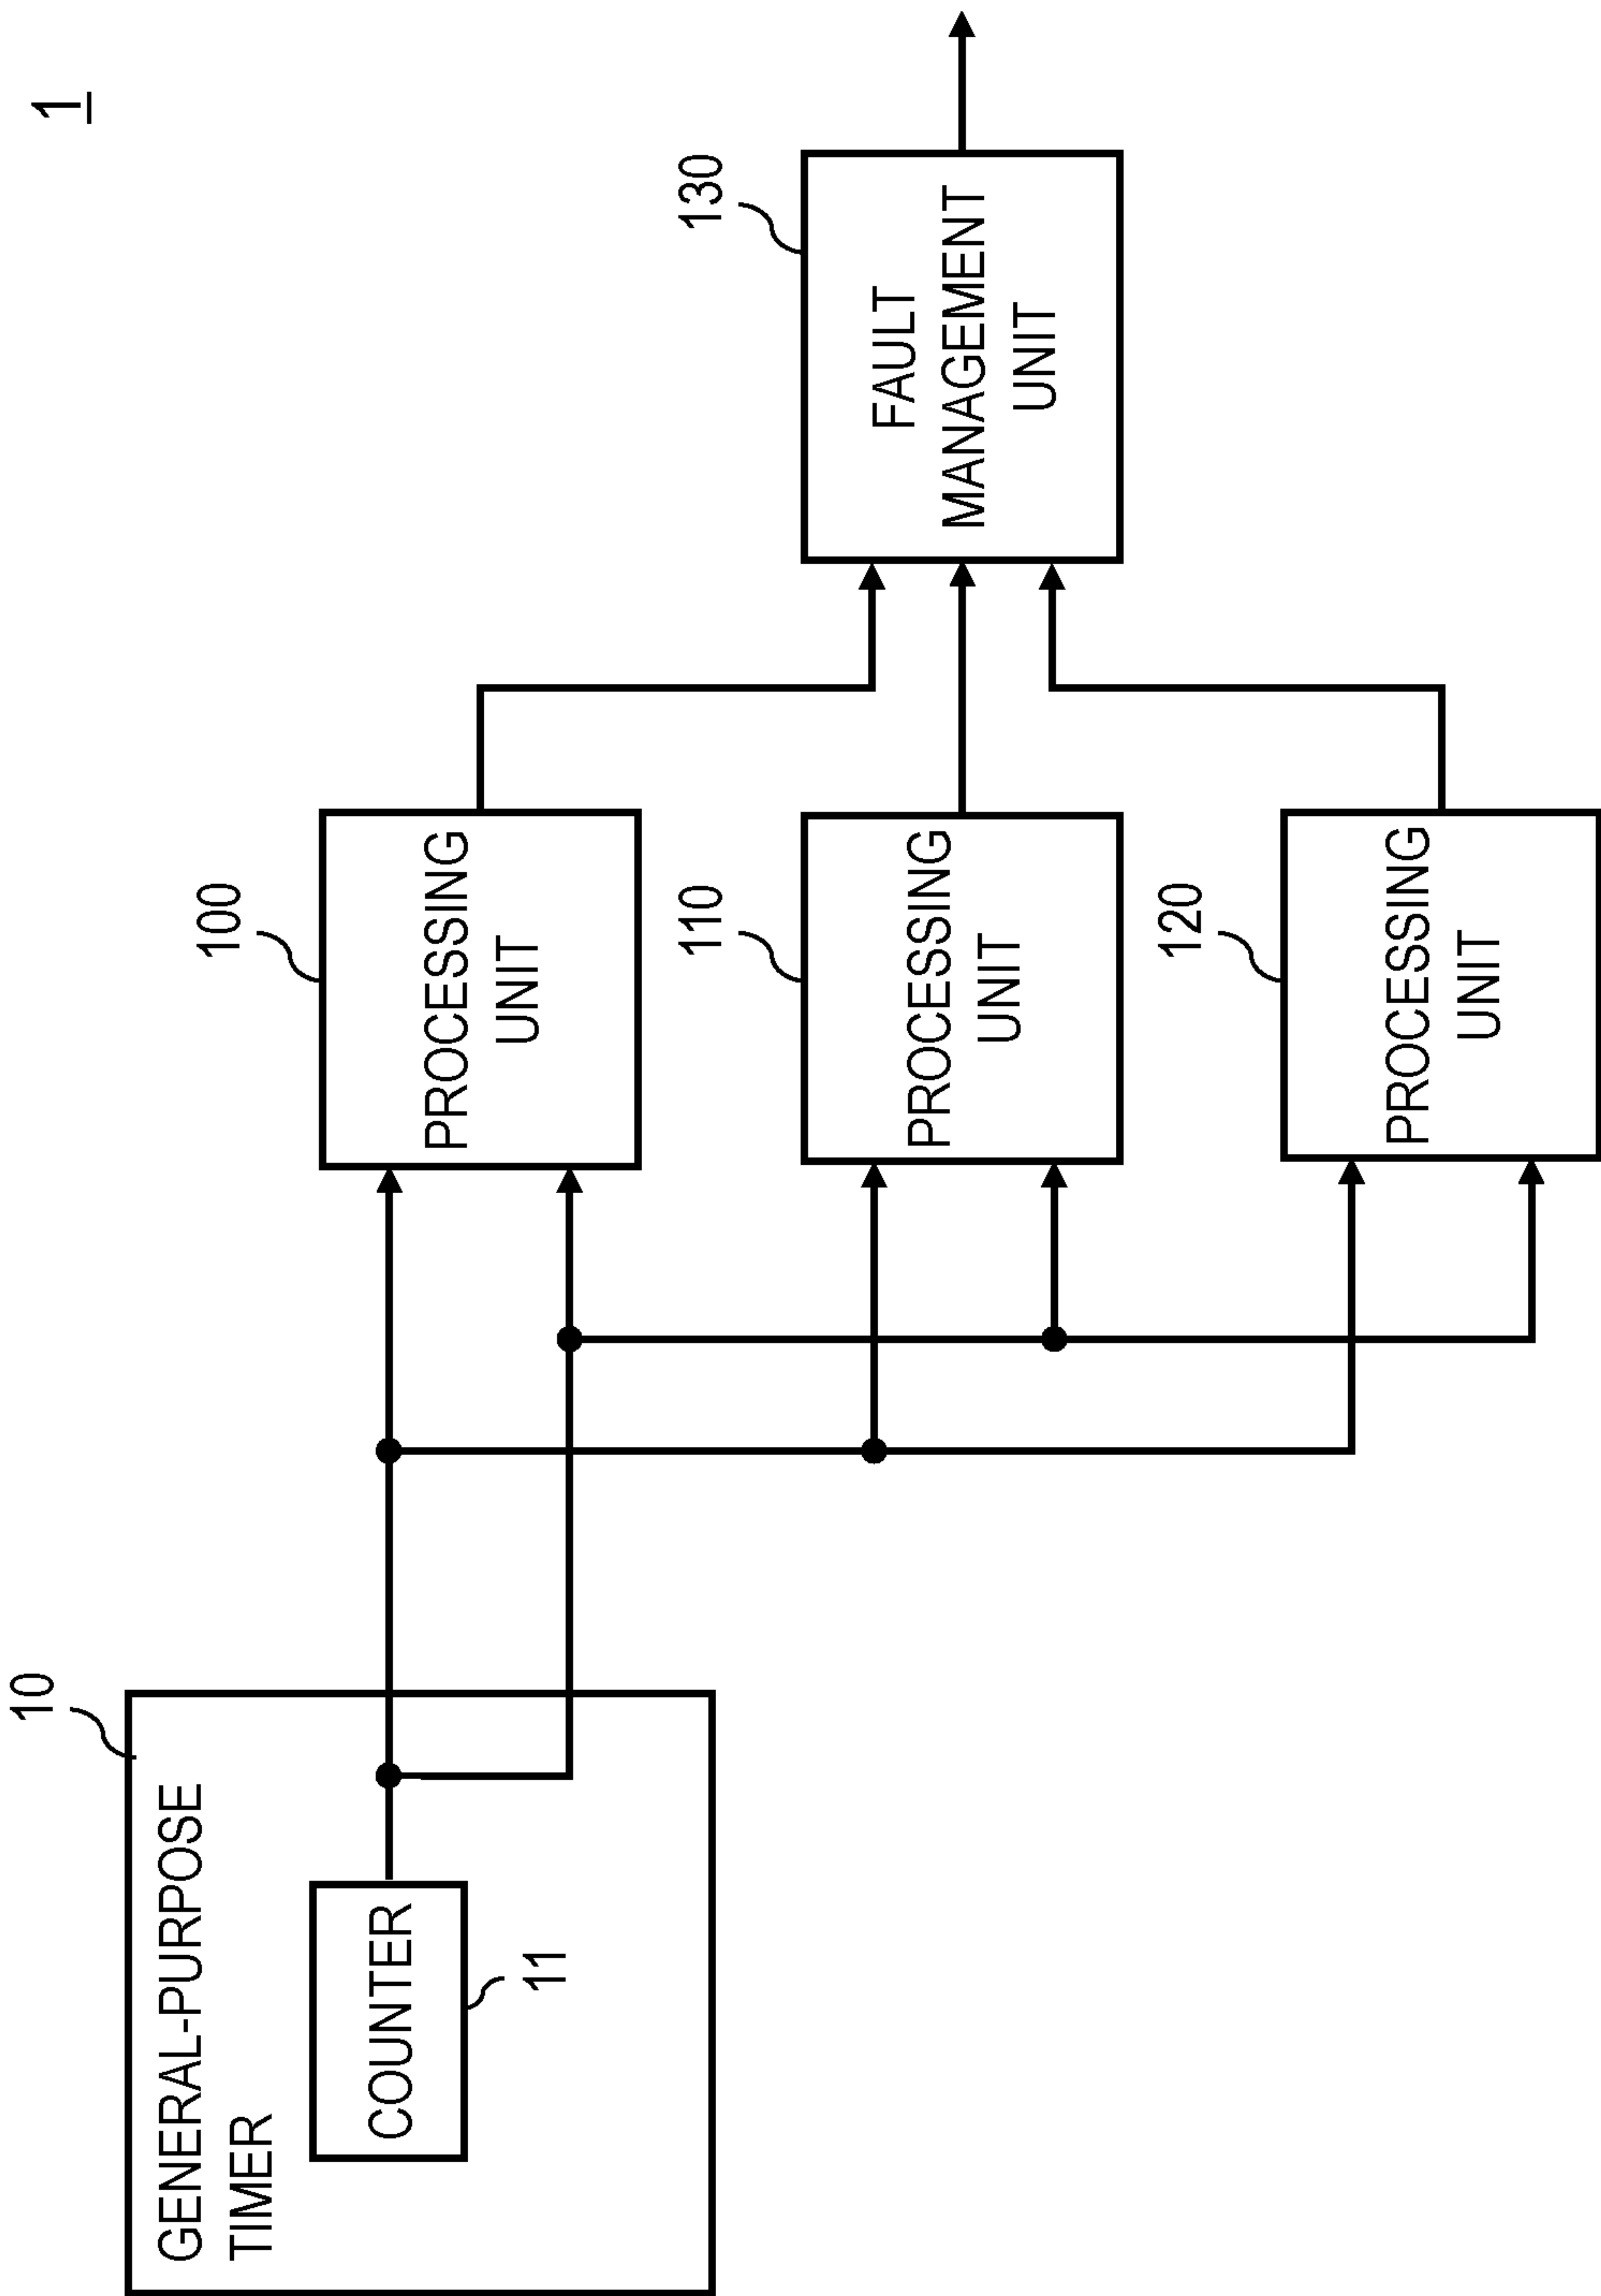 1
10
GENERAL-PURPOSE
TIMER
COUNTER
11
100
PROCESSING
UNIT
110
PROCESSING
UNIT
120
PROCESSING
UNIT
130
FAULT
MANAGEMENT
UNIT